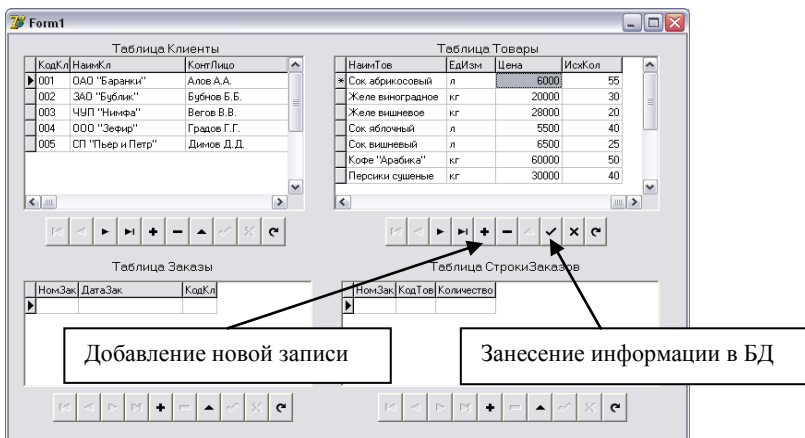 Form1
Таблица Клиенты
КодКл НаимКл КонтЛицо
001 ОАО "Баранки" Алов А.А.
002 ЗАО "Бублик" Бубнов Б.Б.
003 ЧУП "Нимфа" Вегов В.В.
004 ООО "Зефир" Градов Г.Г.
005 СП "Пьер и Петр" Димов Д.Д.
Таблица Товары
НаимТов ЕдИзм Цена ИсхКол
Сок абрикосовый л 6000 55
Желе виноградное кг 20000 30
Желе вишневое кг 28000 20
Сок яблочный л 5500 40
Сок вишневый л 6500 25
Кофе "Арабика" кг 60000 50
Персики сушеные кг 30000 40
Таблица Заказы
НомЗак ДатаЗак КодКл
Таблица СтрокиЗаказов
НомЗак КодТов Количество
Добавление новой записи
Занесение информации в БД